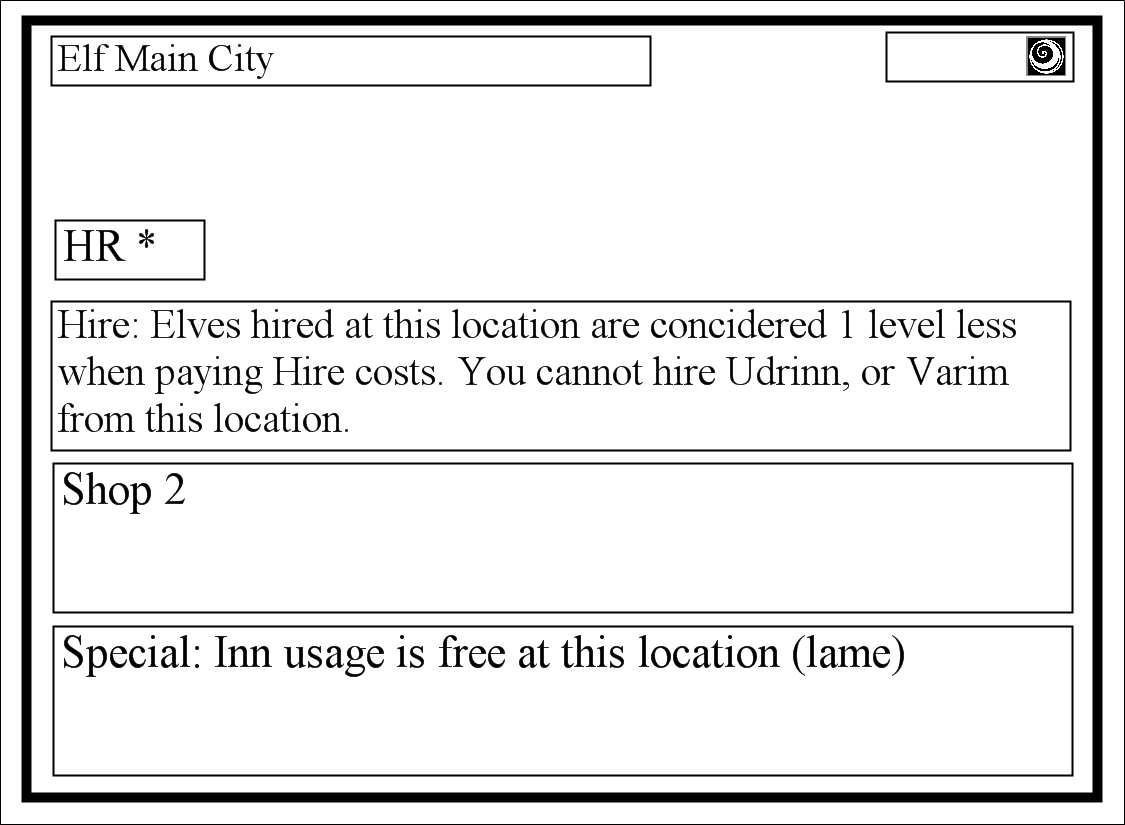 Elf Main City
HR *
Hire: Elves hired at this location are concidered 1 level less
when paying Hire costs. You cannot hire Udrinn, or Varim
from this location.
Shop 2
Special: Inn usage is free at this location (lame)